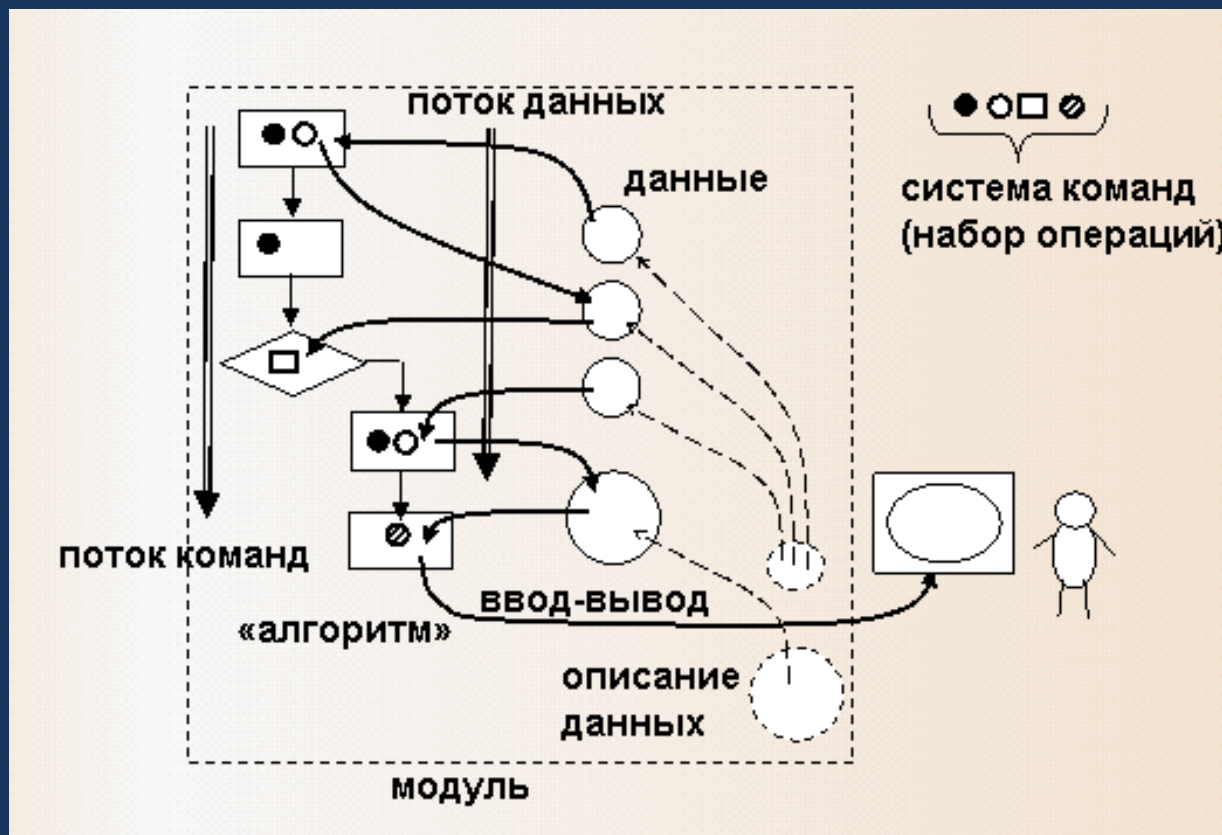 поток данных
данные
система команд
(набор операций)
поток команд
ввод-вывод
«алгоритм»
описание
данных
модуль